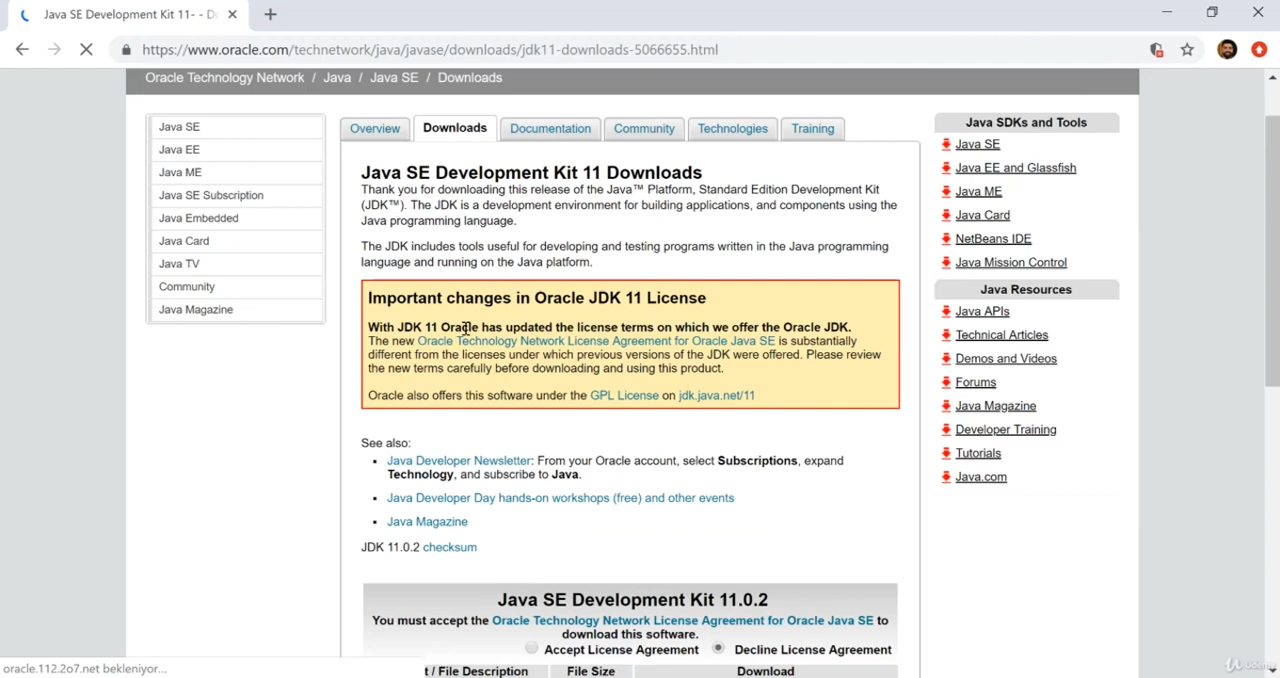 Java SE Development Kit 11- - Do
https://www.oracle.com/technetwork/java/javase/downloads/jdk11-downloads-5066655.html
Oracle Technology Network / Java / Java SE / Downloads
Java SE
Java EE
Java ME
Java SE Subscription
Java Embedded
Java Card
Java TV
Community
Java Magazine
Overview
Downloads
Documentation
Community
Technologies
Training
Java SE Development Kit 11 Downloads
Thank you for downloading this release of the Java™ Platform, Standard Edition Development Kit
(JDK™). The JDK is a development environment for building applications, and components using the
Java programming language.
The JDK includes tools useful for developing and testing programs written in the Java programming
language and running on the Java platform.
Important changes in Oracle JDK 11 License
With JDK 11 Oracle has updated the license terms on which we offer the Oracle JDK.
The new Oracle Technology Network License Agreement for Oracle Java SE is substantially
different from the licenses under which previous versions of the JDK were offered. Please review
the new terms carefully before downloading and using this product.
Oracle also offers this software under the GPL License on jdk.java.net/11
See also:
• Java Developer Newsletter: From your Oracle account, select Subscriptions, expand
Technology, and subscribe to Java.
• Java Developer Day hands-on workshops (free) and other events
• Java Magazine
JDK 11.0.2 checksum
Java SE Development Kit 11.0.2
You must accept the Oracle Technology Network License Agreement for Oracle Java SE to
download this software.
Accept License Agreement Decline License Agreement
t / File Description File Size Download
Java SDKs and Tools
Java SE
Java EE and Glassfish
Java ME
Java Card
NetBeans IDE
Java Mission Control
Java Resources
Java APIs
Technical Articles
Demos and Videos
Forums
Java Magazine
Developer Training
Tutorials
Java.com
oracle.112.2o7.net bekleniyor...
Udemy